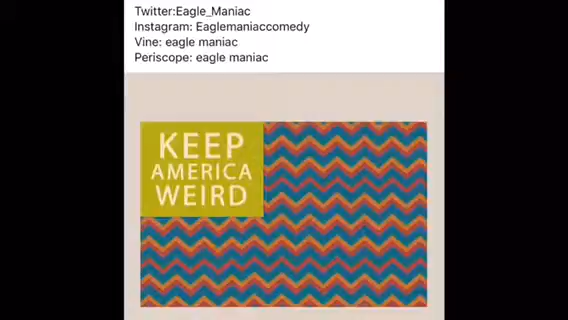 Twitter:Eagle_Maniac
Instagram: Eaglemaniaccomedy
Vine: eagle maniac
Periscope: eagle maniac
KEEP
AMERICA
WEIRD